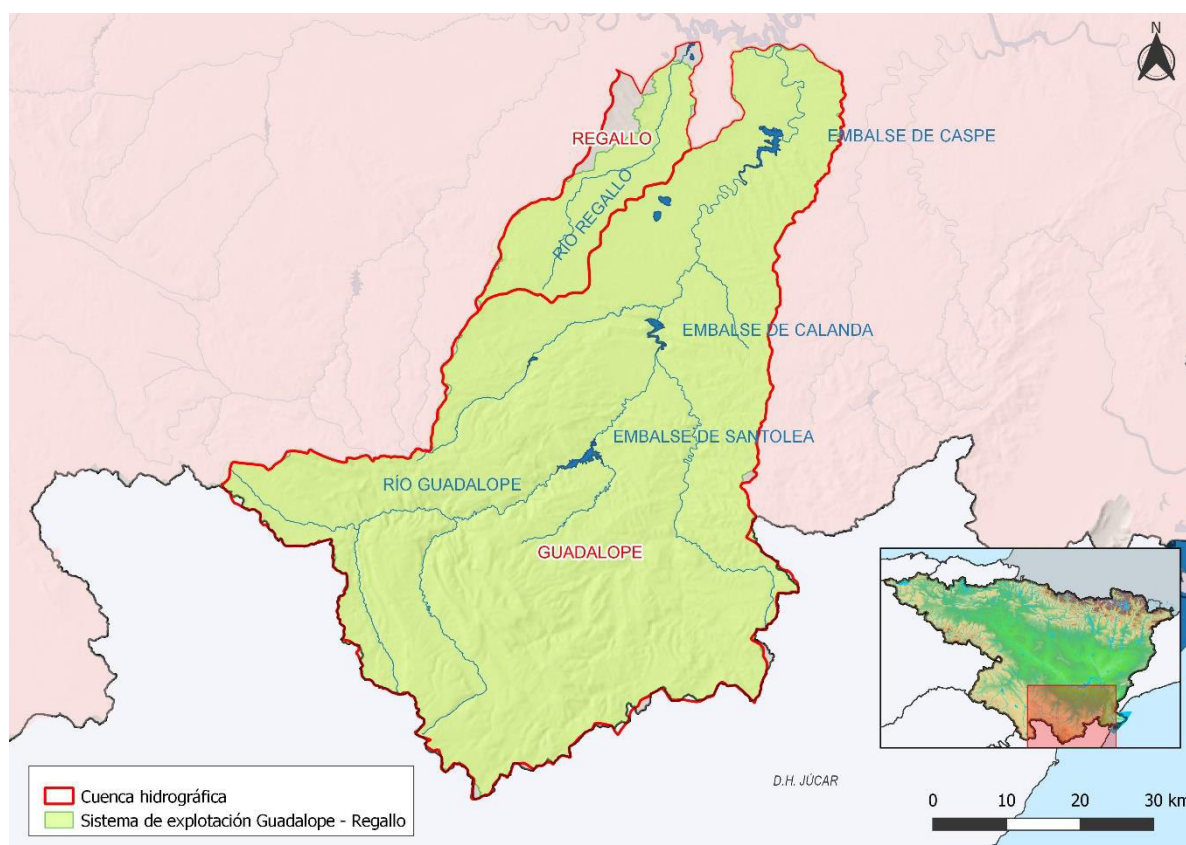 N
REGALLO
EMBALSE DE CASPE
RÍO REGALLO
EMBALSE DE CALANDA
EMBALSE DE SANTOLEA
RÍO GUADALOPE
GUADALOPE
D.H. JÚCAR
Cuenca hidrográfica
Sistema de explotación Guadalope - Regallo
0 10 20 30 km